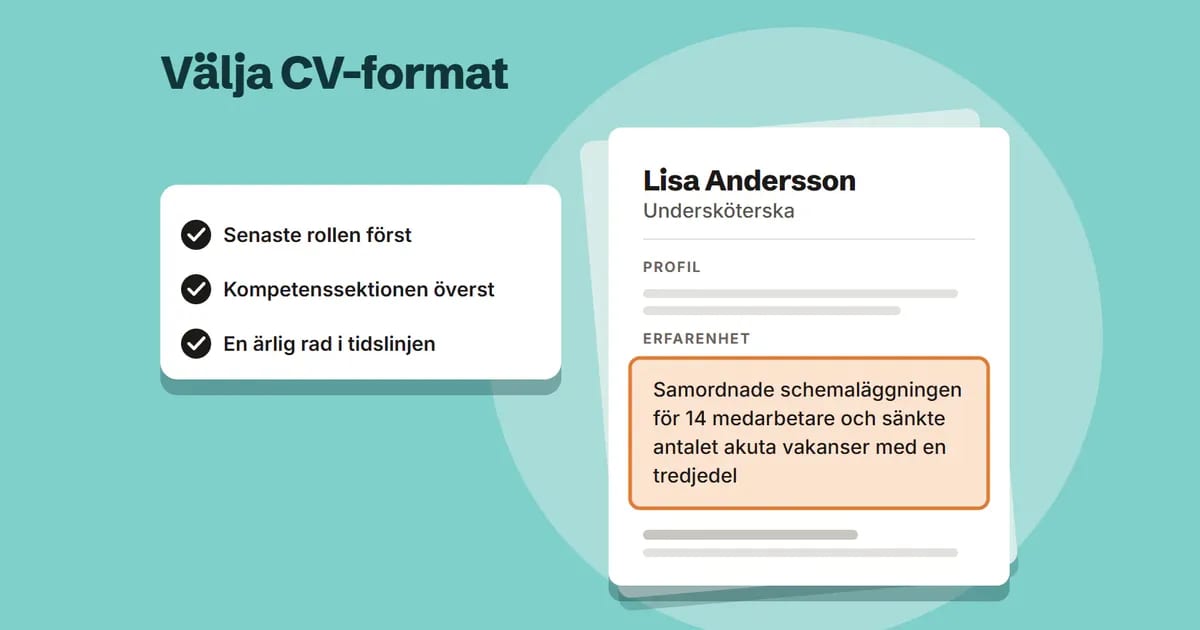 Välja CV-format
Senaste rollen först
Kompetenssektionen överst
En ärlig rad i tidslinjen
Lisa Andersson
Undersköterska
PROFIL
ERFARENHET
Samordnade schemaläggningen
för 14 medarbetare och sänkte
antalet akuta vakanser med en
tredjedel